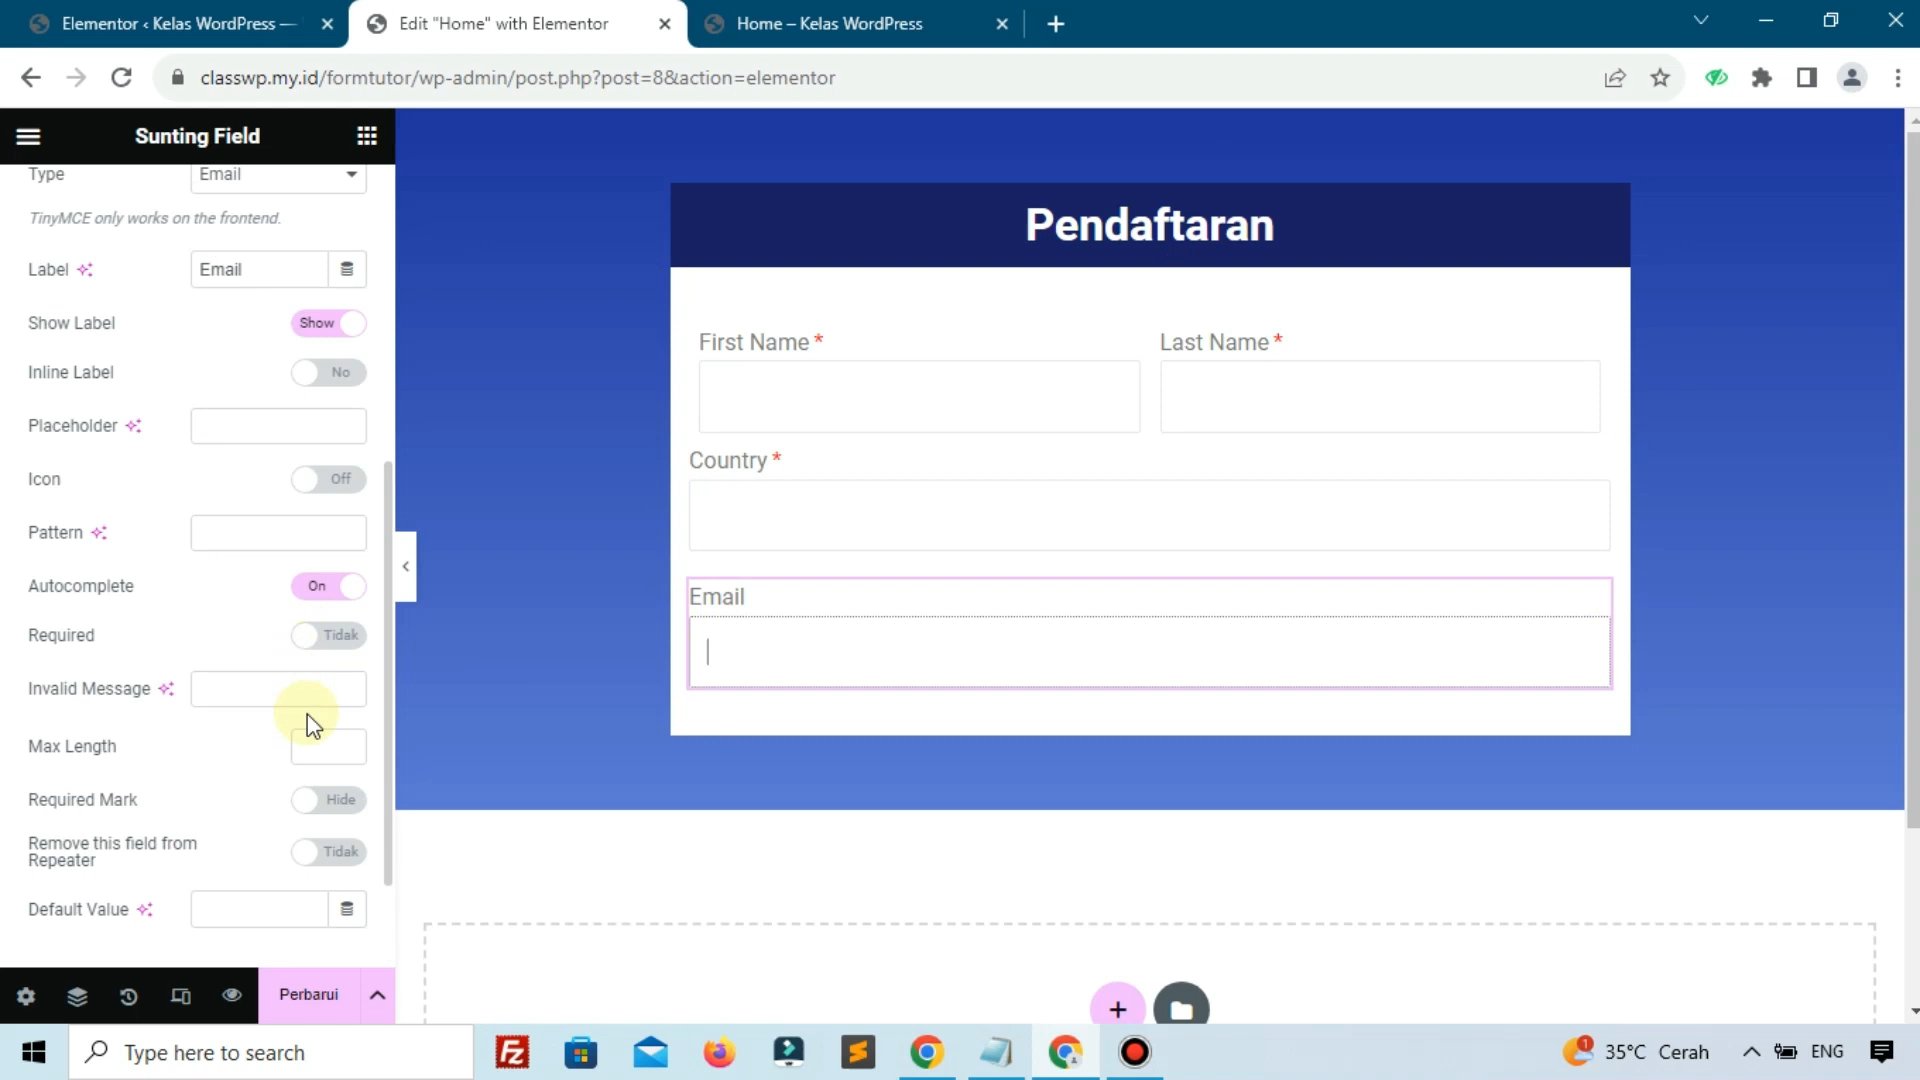 Elementor ‹ Kelas WordPress —
Edit "Home" with Elementor
Home – Kelas WordPress
classwp.my.id/formtutor/wp-admin/post.php?post=8&action=elementor
Sunting Field
Type
Email
TinyMCE only works on the frontend.
Label
Email
Show Label
Show
Inline Label
No
Placeholder
Icon
Off
Pattern
Autocomplete
On
Required
Tidak
Invalid Message
Max Length
Required Mark
Hide
Remove this field from
Repeater
Tidak
Default Value
Perbarui
Pendaftaran
First Name *
Last Name *
Country *
Email
Type here to search
1
35°C Cerah
ENG